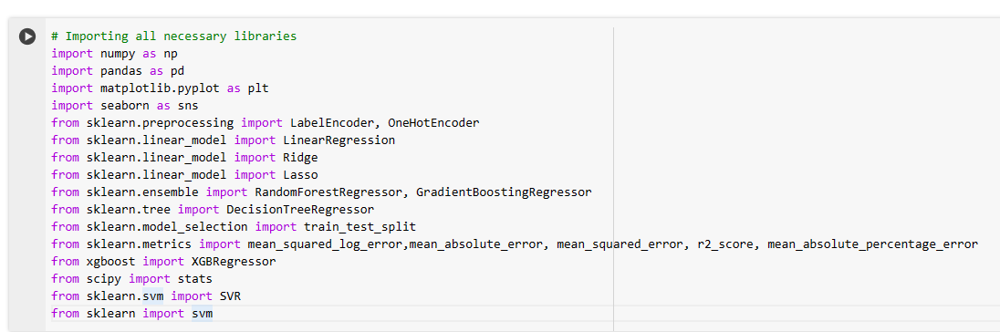 # Importing all necessary libraries
import numpy as np
import pandas as pd
import matplotlib.pyplot as plt
import seaborn as sns
from sklearn.preprocessing import LabelEncoder, OneHotEncoder
from sklearn.linear_model import LinearRegression
from sklearn.linear_model import Ridge
from sklearn.linear_model import Lasso
from sklearn.ensemble import RandomForestRegressor, GradientBoostingRegressor
from sklearn.tree import DecisionTreeRegressor
from sklearn.model_selection import train_test_split
from sklearn.metrics import mean_squared_log_error,mean_absolute_error, mean_squared_error, r2_score, mean_absolute_percentage_error
from xgboost import XGBRegressor
from scipy import stats
from sklearn.svm import SVR
from sklearn import svm